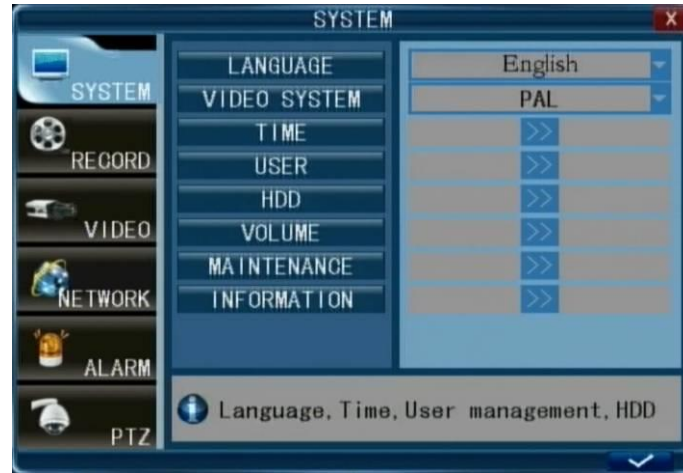 SYSTEM
X
SYSTEM
RECORD
VIDEO
NETWORK
ALARM
PTZ
LANGUAGE English
VIDEO SYSTEM PAL
TIME >>
USER >>
HDD >>
VOLUME >>
MAINTENANCE >>
INFORMATION >>
Language, Time, User management, HDD